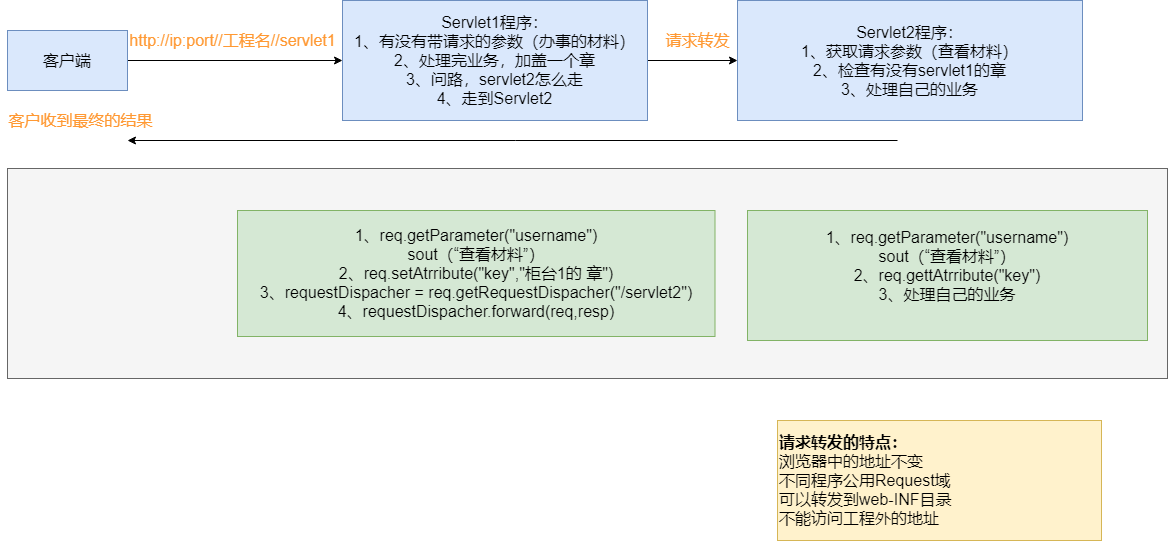 客户端
http://ip:port//工程名//servlet1
Servlet1程序：
1、有没有带请求的参数（办事的材料）
2、处理完业务，加盖一个章
3、问路，servlet2怎么走
4、走到Servlet2
请求转发
Servlet2程序：
1、获取请求参数（查看材料）
2、检查有没有servlet1的章
3、处理自己的业务
客户收到最终的结果
1、req.getParameter("username")
sout（“查看材料”）
2、req.setAtrribute("key","柜台1的 章")
3、requestDispacher = req.getRequestDispacher("/servlet2")
4、requestDispacher.forward(req,resp)
1、req.getParameter("username")
sout（“查看材料”）
2、req.gettAtrribute("key")
3、处理自己的业务
请求转发的特点：
浏览器中的地址不变
不同程序公用Request域
可以转发到web-INF目录
不能访问工程外的地址